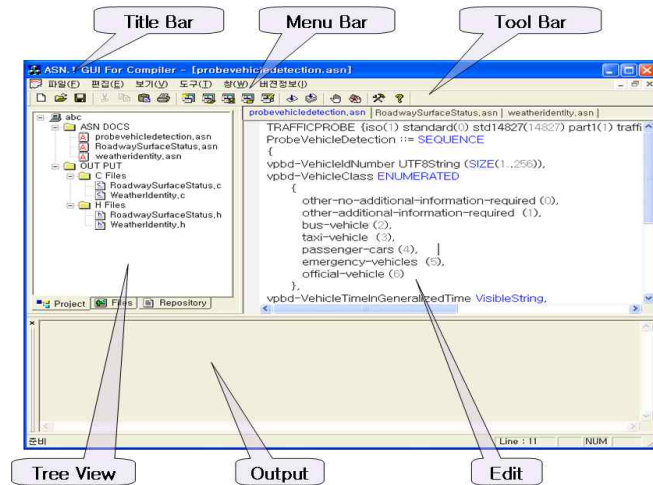 Title Bar
Menu Bar
Tool Bar
ASN.1 GUI For Compiler - [probevehicledetection.asn]
파일(F) 편집(E) 보기(V) 도구(T) 창(W) 버전정보(I)
abc
ASN DOCS
probevehicledetection.asn
RoadwaySurfaceStatus.asn
weatheridentity.asn
OUT PUT
C Files
RoadwaySurfaceStatus.c
WeatherIdentity.c
H Files
RoadwaySurfaceStatus.h
WeatherIdentity.h
Project Files Repository
probevehicledetection.asn RoadwaySurfaceStatus.asn weatheridentity.asn
TRAFFICPROBE {iso(1) standard(0) std14827(14827) part1(1) traffi
ProbeVehicleDetection ::= SEQUENCE
{
vpbd-VehicleIdNumber UTF8String (SIZE(1..256)),
vpbd-VehicleClass ENUMERATED
{
other-no-additional-information-required (0),
other-additional-information-required (1),
bus-vehicle (2),
taxi-vehicle (3),
passenger-cars (4),
emergency-vehicles (5),
official-vehicle (6)
},
vpbd-VehicleTimeInGeneralizedTime VisibleString,
준비 Line : 11 NUM
Tree View
Output
Edit